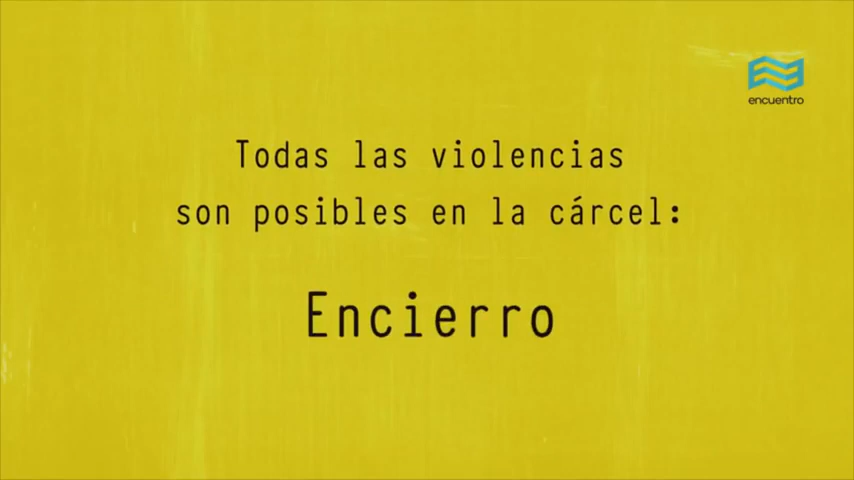 encuentro
Todas las violencias
son posibles en la cárcel:
Encierro